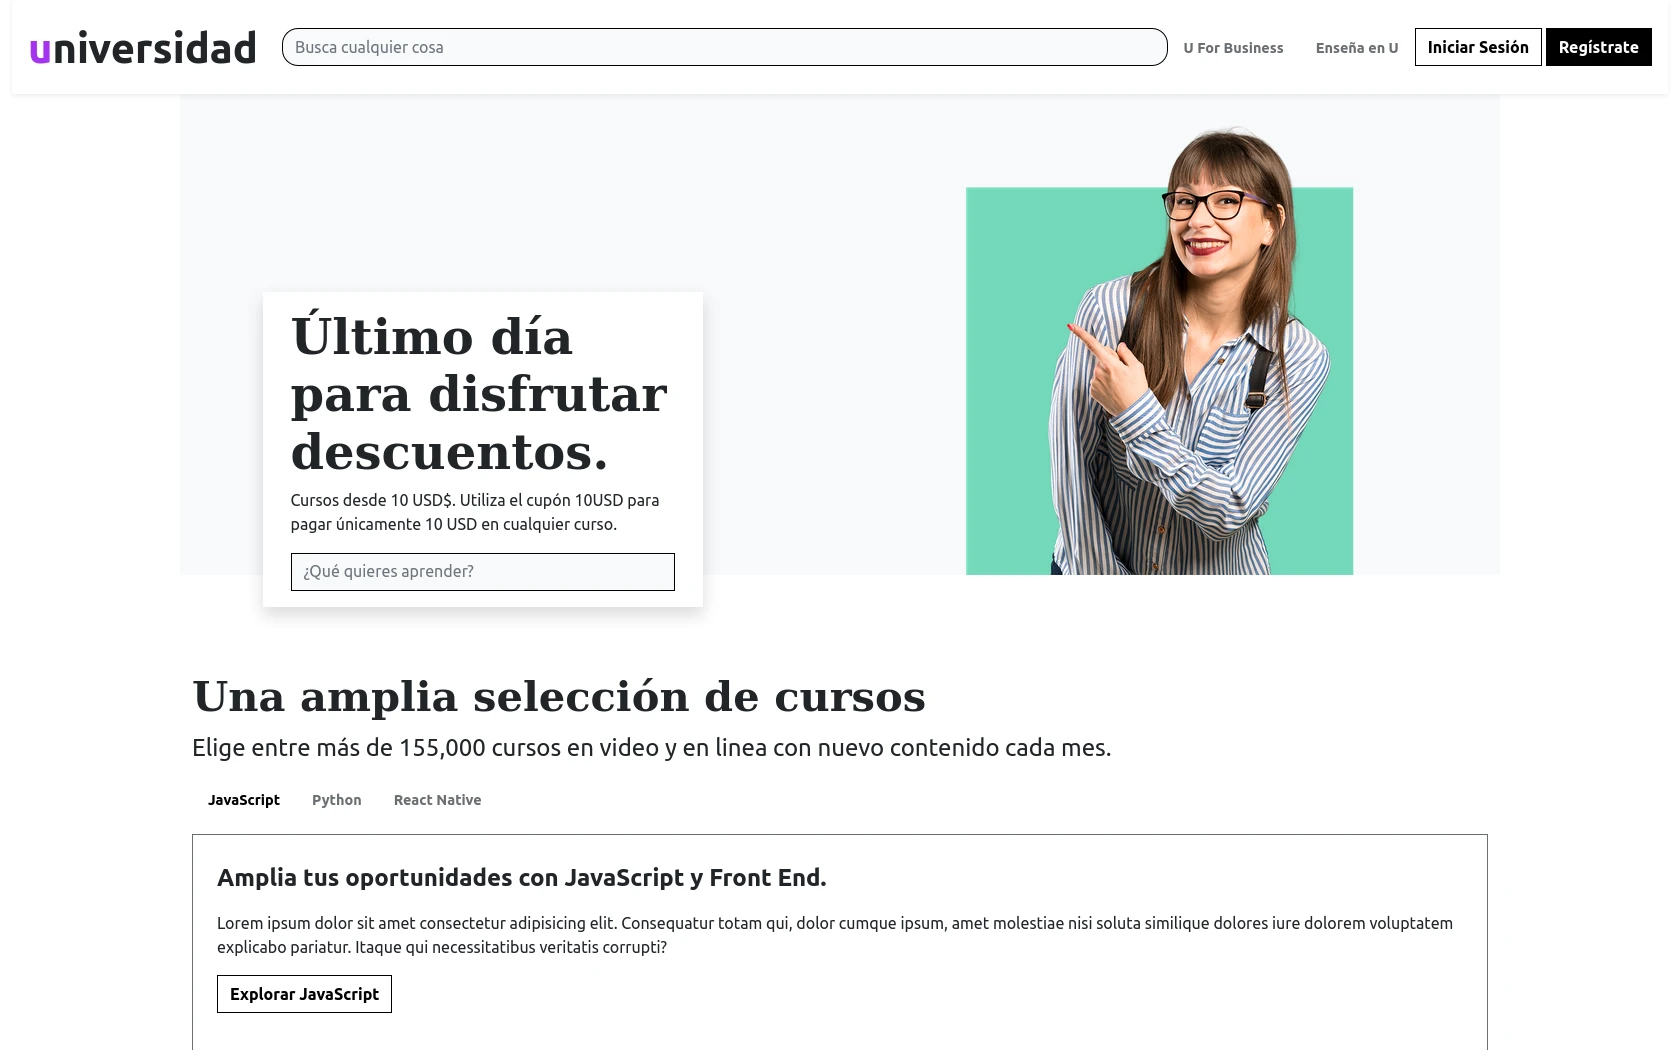 universidad
Busca cualquier cosa
U For Business
Enseña en U
Iniciar Sesión
Regístrate
Último día
para disfrutar
descuentos.
Cursos desde 10 USD$. Utiliza el cupón 10USD para
pagar únicamente 10 USD en cualquier curso.
¿Qué quieres aprender?
Una amplia selección de cursos
Elige entre más de 155,000 cursos en video y en linea con nuevo contenido cada mes.
JavaScript
Python
React Native
Amplia tus oportunidades con JavaScript y Front End.
Lorem ipsum dolor sit amet consectetur adipisicing elit. Consequatur totam qui, dolor cumque ipsum, amet molestiae nisi soluta similique dolores iure dolorem voluptatem
explicabo pariatur. Itaque qui necessitatibus veritatis corrupti?
Explorar JavaScript